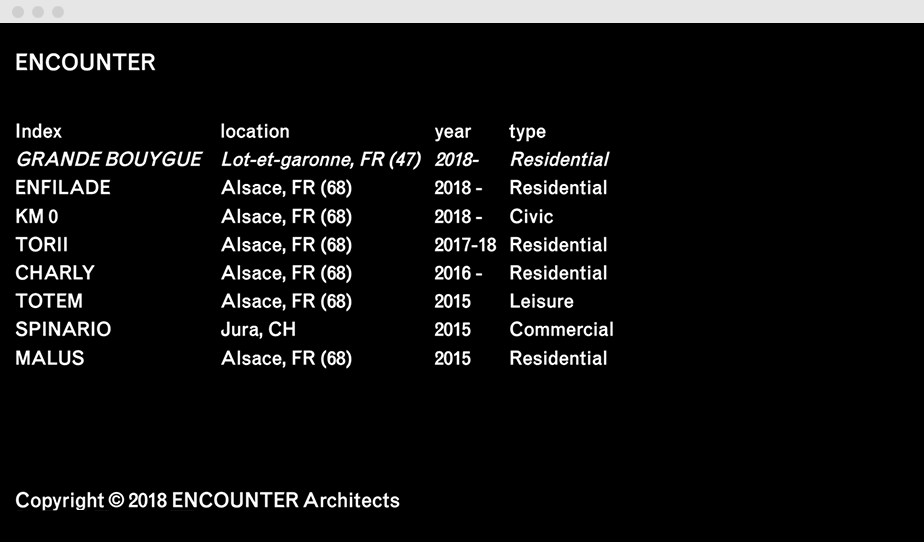 ENCOUNTER
Index location year type
GRANDE BOUYGUE Lot-et-garonne, FR (47) 2018- Residential
ENFILADE Alsace, FR (68) 2018 - Residential
KM 0 Alsace, FR (68) 2018 - Civic
TORII Alsace, FR (68) 2017-18 Residential
CHARLY Alsace, FR (68) 2016 - Residential
TOTEM Alsace, FR (68) 2015 Leisure
SPINARIO Jura, CH 2015 Commercial
MALUS Alsace, FR (68) 2015 Residential
Copyright © 2018 ENCOUNTER Architects